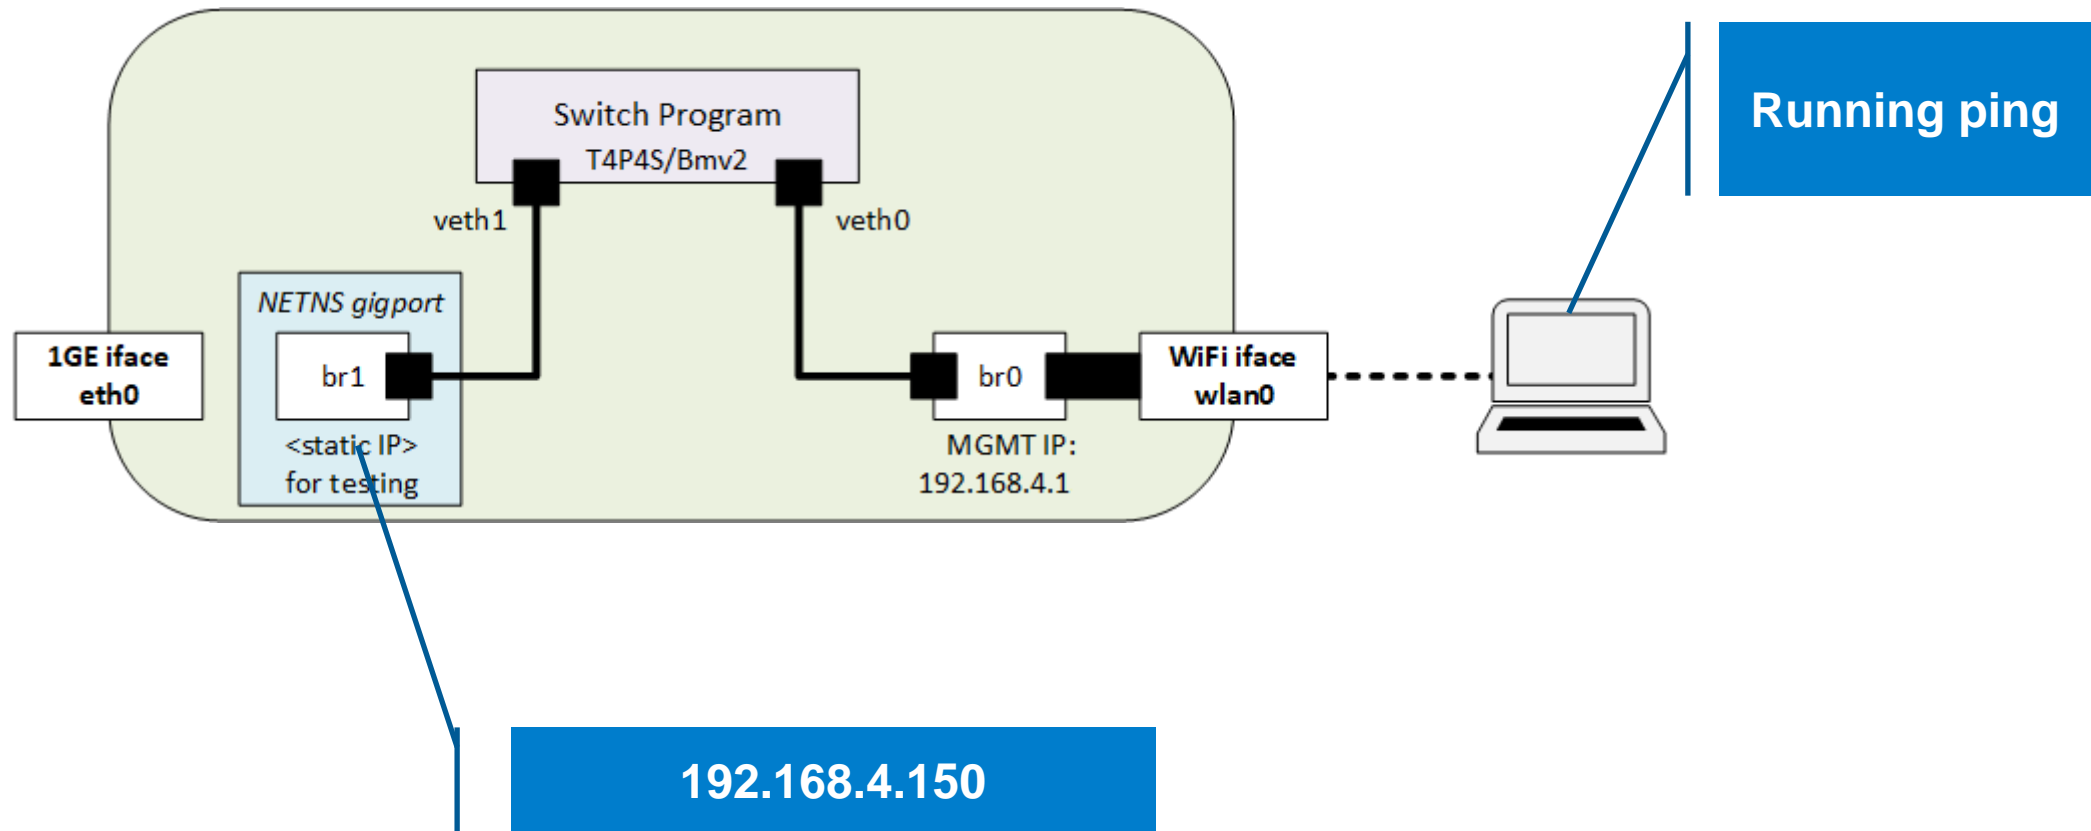 Running ping
Switch Program
T4P4S/Bmv2
veth1
veth0
NETNS gigport
1GE iface
eth0
br1
br0
WiFi iface
wlan0
<static IP>
for testing
MGMT IP:
192.168.4.1
192.168.4.150